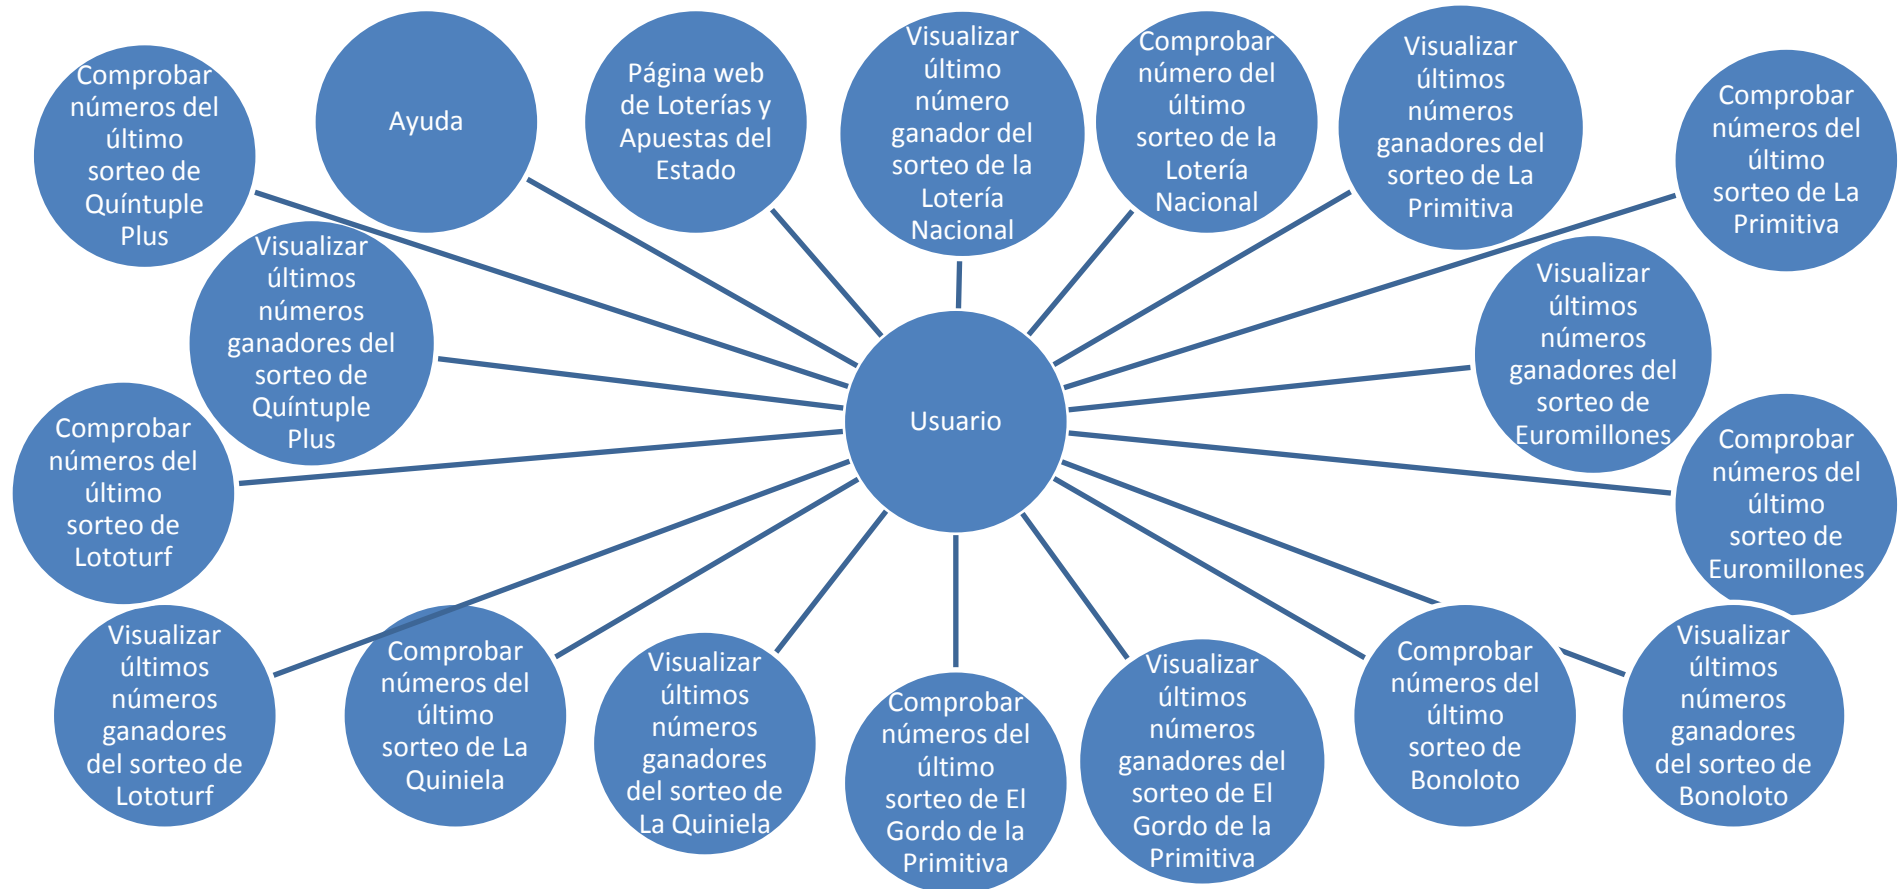 Comprobar
números del
último
sorteo de
Quíntuple
Plus
Ayuda
Página web
de Loterías y
Apuestas del
Estado
Visualizar
último
número
ganador del
sorteo de la
Lotería
Nacional
Comprobar
número del
último
sorteo de la
Lotería
Nacional
Visualizar
últimos
números
ganadores del
sorteo de La
Primitiva
Comprobar
números del
último
sorteo de La
Primitiva
Visualizar
últimos
números
ganadores del
sorteo de
Quíntuple
Plus
Usuario
Visualizar
últimos
números
ganadores del
sorteo de
Euromillones
Comprobar
números del
último
sorteo de
Lototurf
Comprobar
números del
último
sorteo de
Euromillones
Visualizar
últimos
números
ganadores
del sorteo de
Lototurf
Comprobar
números del
último
sorteo de La
Quiniela
Visualizar
últimos
números
ganadores
del sorteo de
La Quiniela
Comprobar
números del
último
sorteo de El
Gordo de la
Primitiva
Visualizar
últimos
números
ganadores del
sorteo de El
Gordo de la
Primitiva
Comprobar
números del
último
sorteo de
Bonoloto
Visualizar
últimos
números
ganadores
del sorteo de
Bonoloto